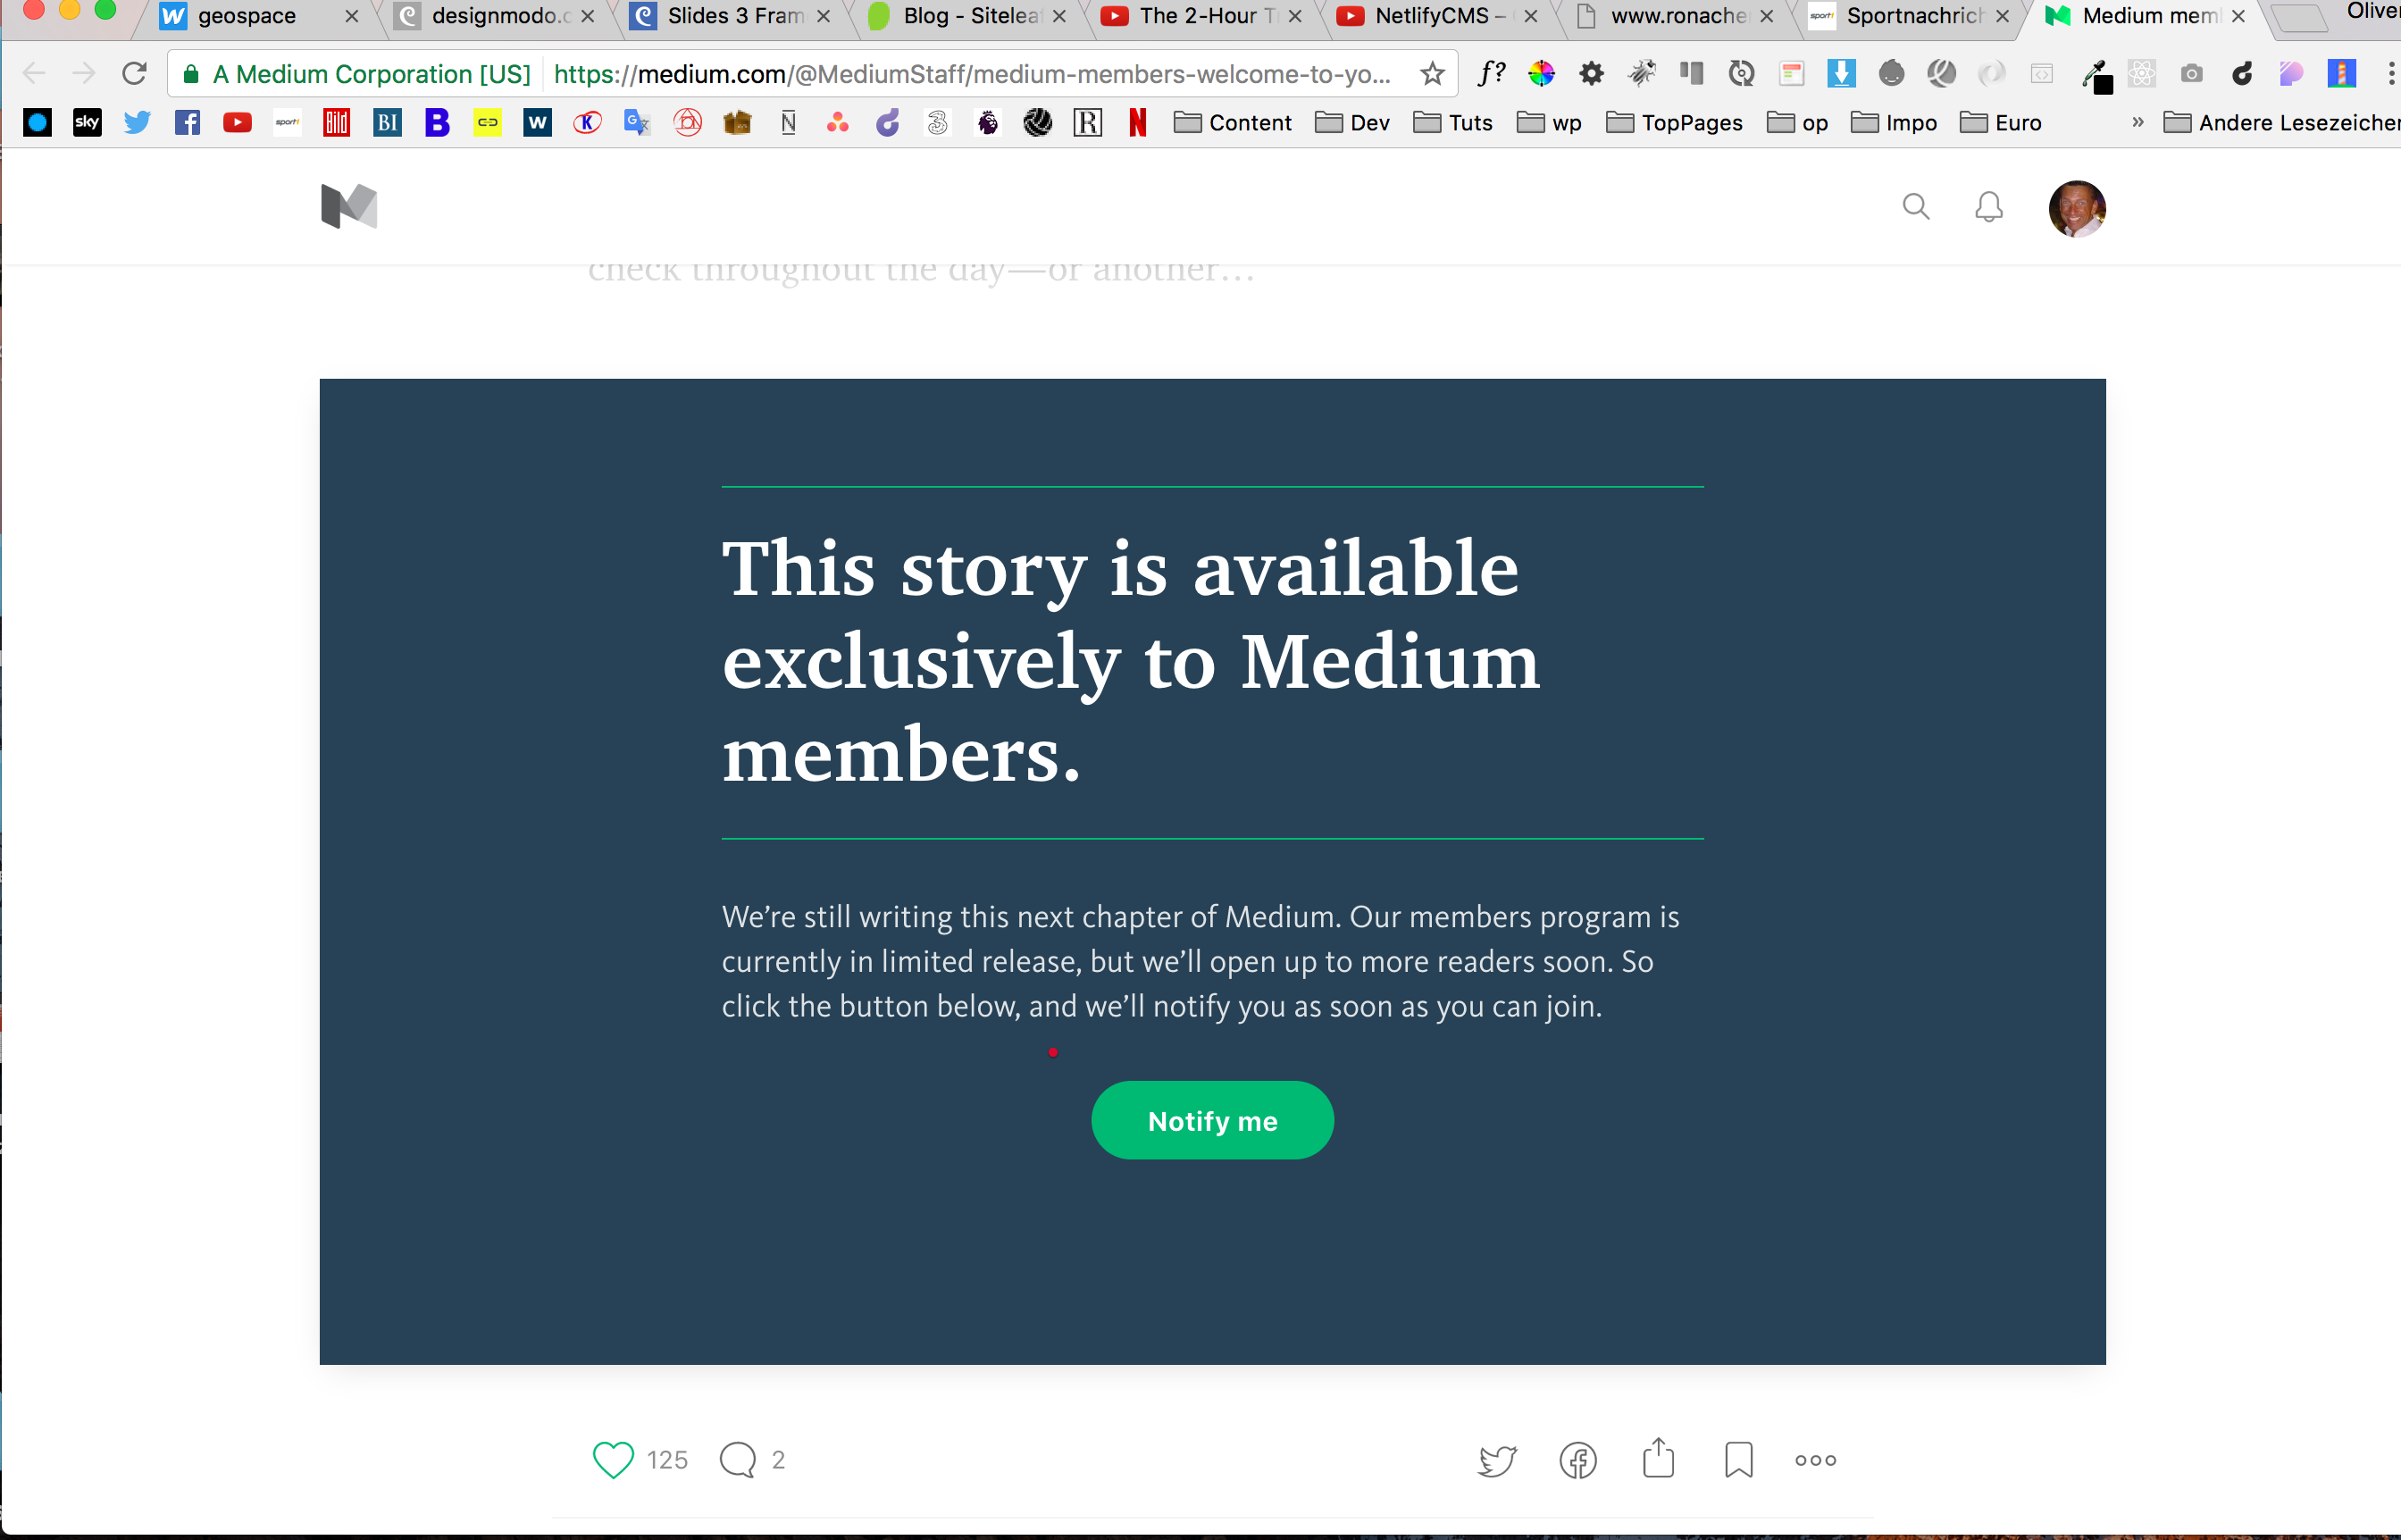 geospace
designmodo.c
Slides 3 Fram
Blog - Siteleaf
The 2-Hour T
NetlifyCMS –
www.ronache
Sportnachrich
Medium mem
Oliver
A Medium Corporation [US]
https://medium.com/@MediumStaff/medium-members-welcome-to-yo...
f?
sky
sport1
Bild
BI
B
W
K
N
3
R
N
Content
Dev
Tuts
wp
TopPages
op
Impo
Euro
»
Andere Lesezeichen
check throughout the day—or another…
This story is available
exclusively to Medium
members.
We’re still writing this next chapter of Medium. Our members program is
currently in limited release, but we’ll open up to more readers soon. So
click the button below, and we’ll notify you as soon as you can join.
Notify me
125
2